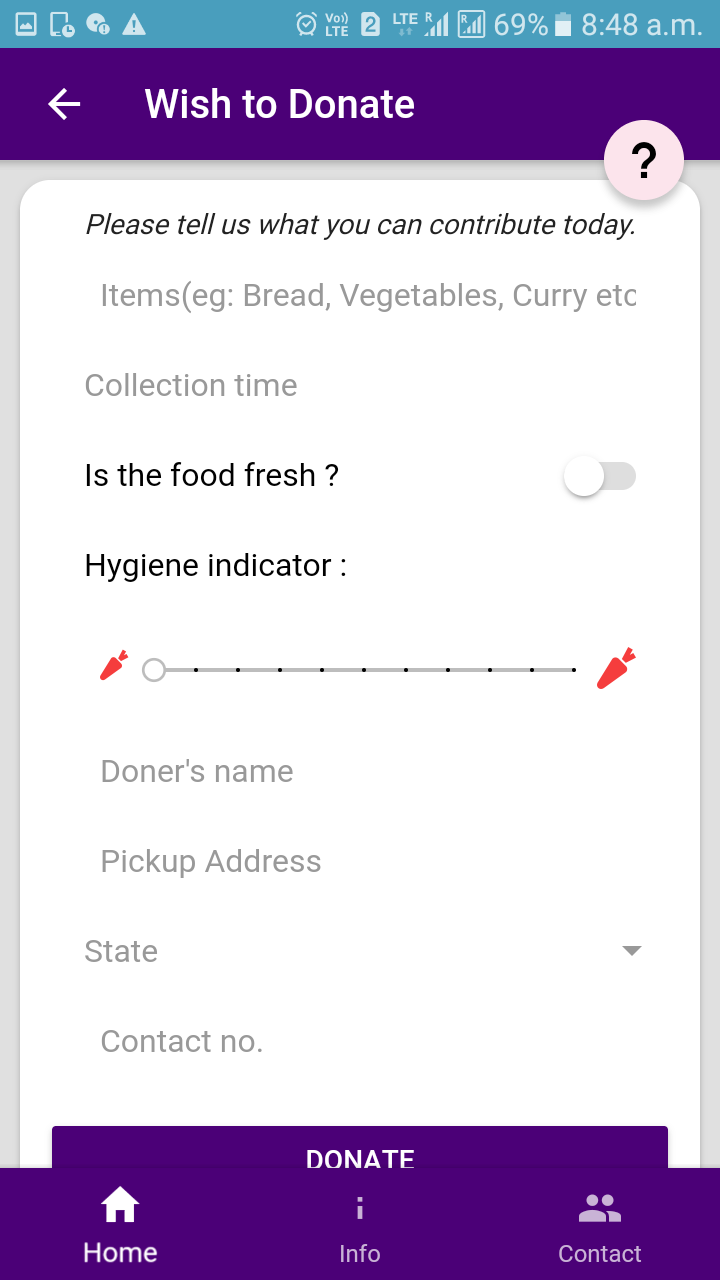 Vo)) LTE 2 LTE R R 69% 8:48 a.m.
Wish to Donate
?
Please tell us what you can contribute today.
Items(eg: Bread, Vegetables, Curry etc
Collection time
Is the food fresh ?
Hygiene indicator :
Doner's name
Pickup Address
State
Contact no.
DONATE
Home Info Contact